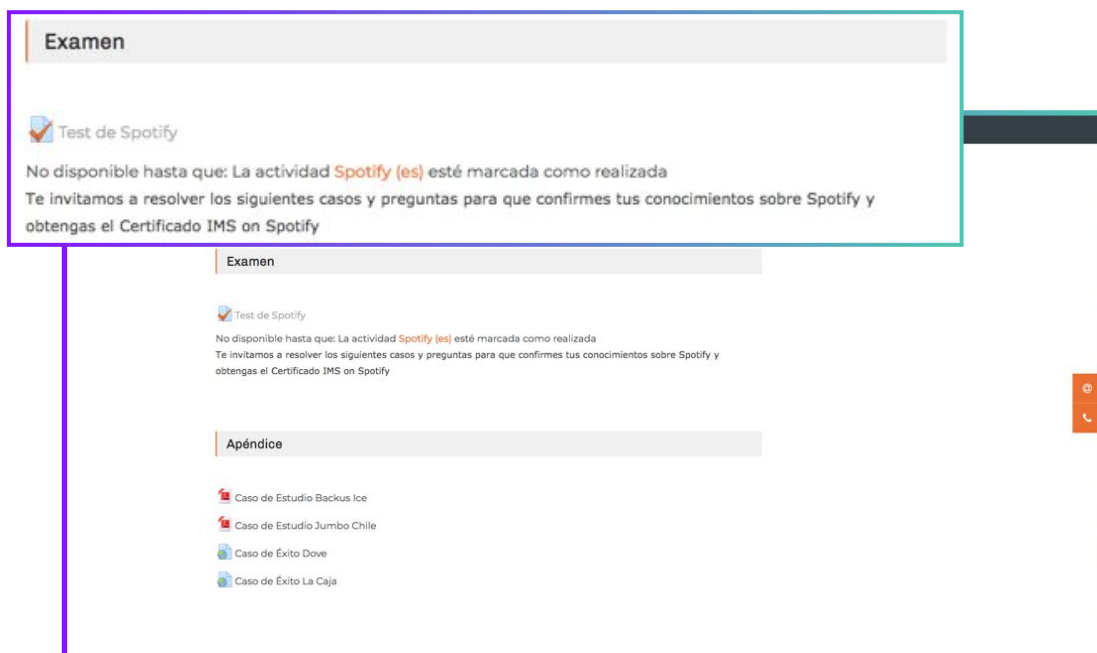 Examen
Test de Spotify
No disponible hasta que: La actividad Spotify (es) esté marcada como realizada
Te invitamos a resolver los siguientes casos y preguntas para que confirmes tus conocimientos sobre Spotify y
obtengas el Certificado IMS on Spotify
Examen
Test de Spotify
No disponible hasta que: La actividad Spotify (es) esté marcada como realizada
Te invitamos a resolver los siguientes casos y preguntas para que confirmes tus conocimientos sobre Spotify y
obtengas el Certificado IMS on Spotify
@
Apéndice
Caso de Estudio Backus Ice
Caso de Estudio Jumbo Chile
Caso de Éxito Dove
Caso de Éxito La Caja